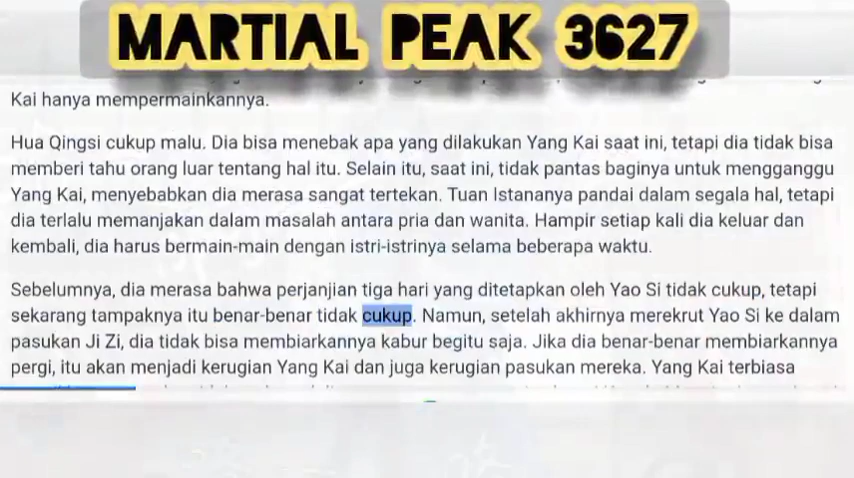 MARTIAL PEAK 3627
Kai hanya mempermainkannya.
Hua Qingsi cukup malu. Dia bisa menebak apa yang dilakukan Yang Kai saat ini, tetapi dia tidak bisa
memberi tahu orang luar tentang hal itu. Selain itu, saat ini, tidak pantas baginya untuk mengganggu
Yang Kai, menyebabkan dia merasa sangat tertekan. Tuan Istananya pandai dalam segala hal, tetapi
dia terlalu memanjakan dalam masalah antara pria dan wanita. Hampir setiap kali dia keluar dan
kembali, dia harus bermain-main dengan istri-istrinya selama beberapa waktu.
Sebelumnya, dia merasa bahwa perjanjian tiga hari yang ditetapkan oleh Yao Si tidak cukup, tetapi
sekarang tampaknya itu benar-benar tidak cukup. Namun, setelah akhirnya merekrut Yao Si ke dalam
pasukan Ji Zi, dia tidak bisa membiarkannya kabur begitu saja. Jika dia benar-benar membiarkannya
pergi, itu akan menjadi kerugian Yang Kai dan juga kerugian pasukan mereka. Yang Kai terbiasa